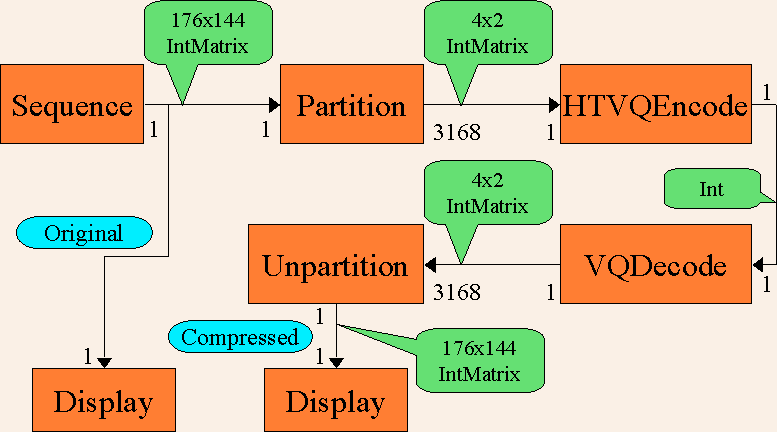 176x144
IntMatrix
4x2
IntMatrix
Sequence
Partition
HTVQEncode
1
1
1
3168
1
4x2
IntMatrix
Int
Original
Unpartition
VQDecode
3168
1
1
1
Compressed
1
1
176x144
IntMatrix
Display
Display